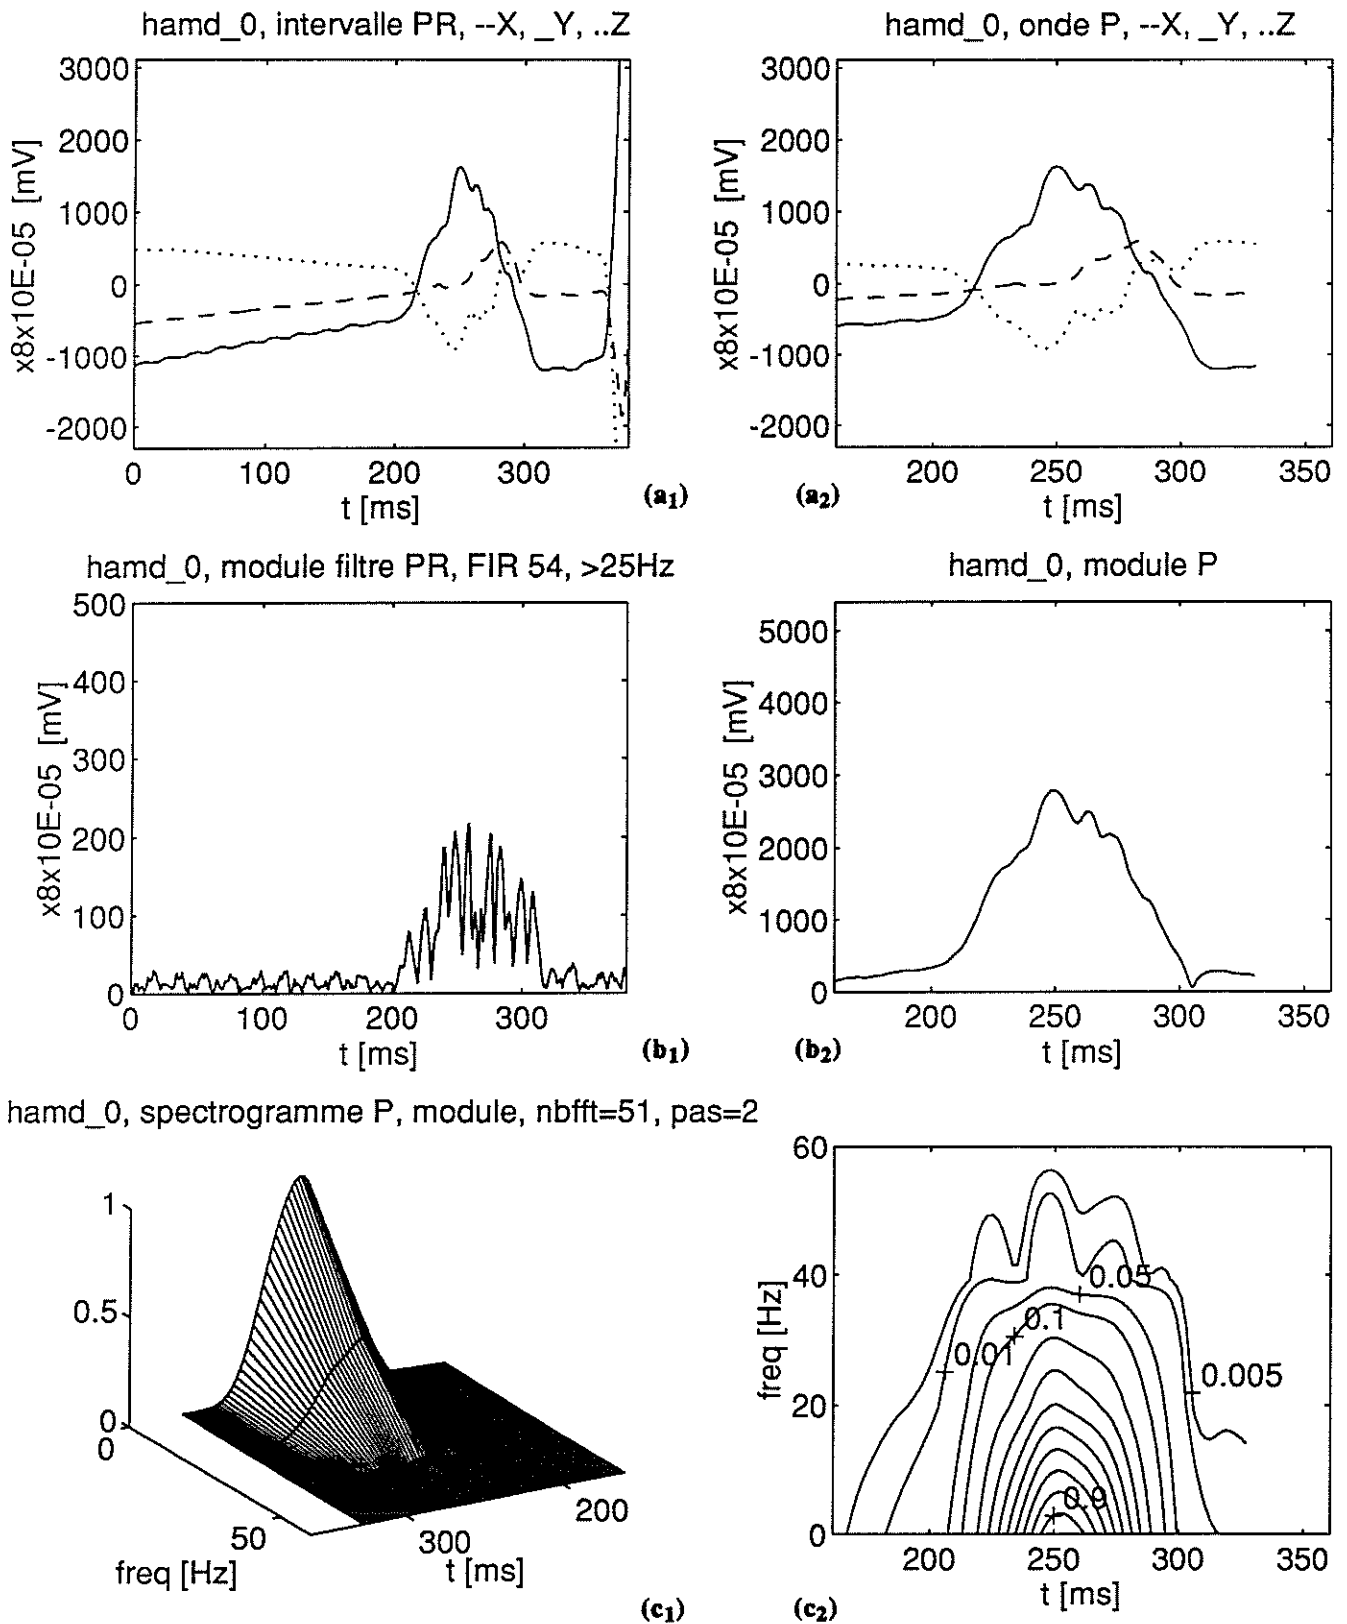 hamd_0, intervalle PR, --X, _Y, ..Z
3000
2000
1000
0
-1000
-2000
x8x10E-05 [mV]
0 100 200 300
t [ms]
(a1)
hamd_0, onde P, --X, _Y, ..Z
3000
2000
1000
0
-1000
-2000
x8x10E-05 [mV]
200 250 300 350
t [ms]
(a2)
hamd_0, module filtre PR, FIR 54, >25Hz
500
400
300
200
100
0
x8x10E-05 [mV]
0 100 200 300
t [ms]
(b1)
hamd_0, module P
5000
4000
3000
2000
1000
0
x8x10E-05 [mV]
200 250 300 350
t [ms]
(b2)
hamd_0, spectrogramme P, module, nbfft=51, pas=2
1
0.5
0
0
50
freq [Hz]
200
300
t [ms]
(c1)
60
40
20
0
freq [Hz]
0.05
0.1
0.01
0.005
0.9
200 250 300 350
t [ms]
(c2)